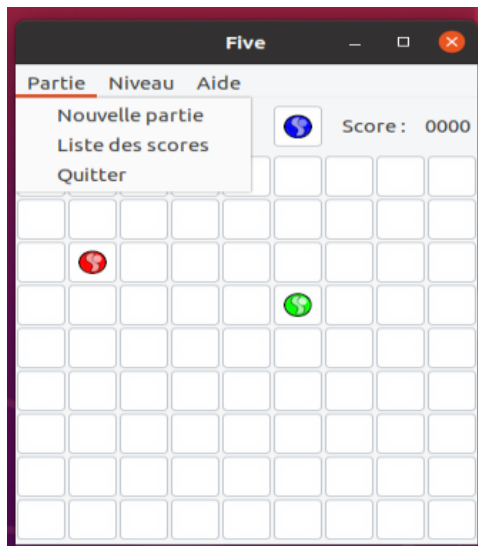 Five
Partie Niveau Aide
Nouvelle partie
Liste des scores
Quitter
Score : 0000